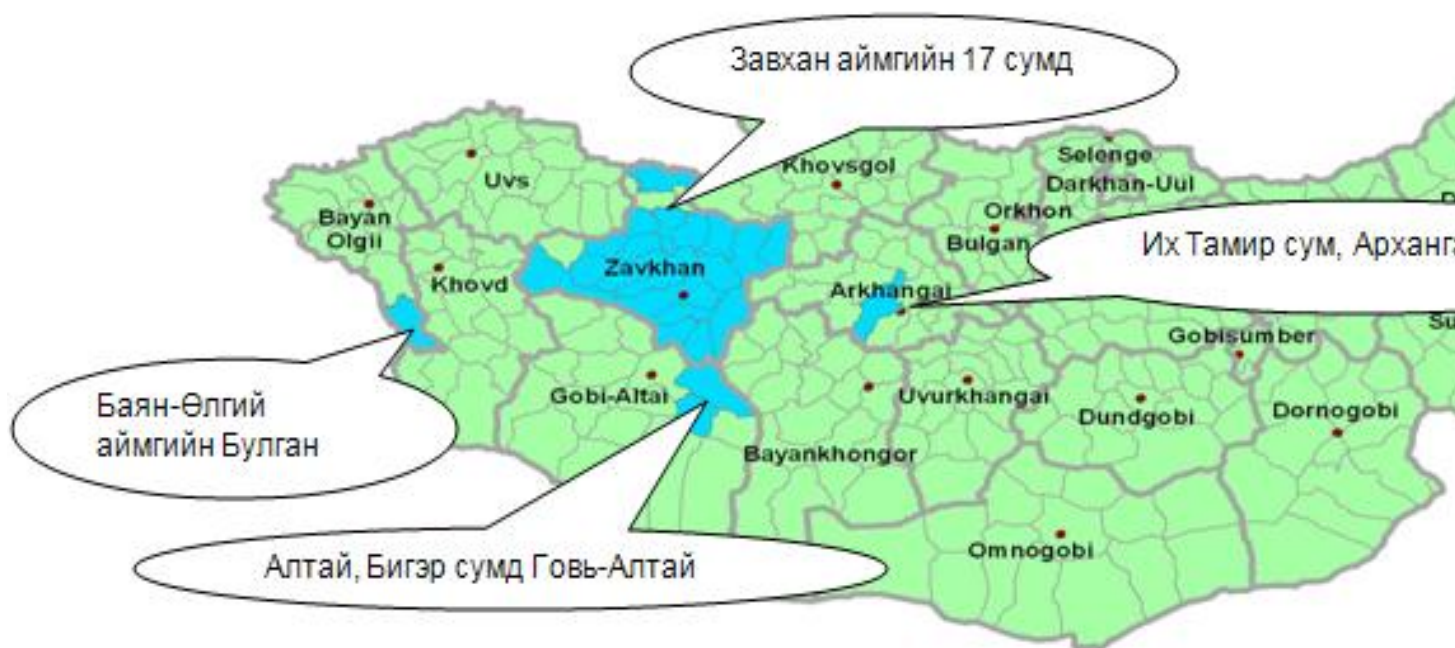 Завхан аймгийн 17 сумд
Khovsgol
Selenge
Darkhan-Uul
Uvs
Bayan
Olgii
Orkhon
Bulgan
Их Тамир сум, Арханга
Zavkhan
Khovd
Arkhangai
Gobisumber
Su
Баян-Өлгий
аймгийн Булган
Gobi-Altai
Uvurkhangai
Dundgobi
Dornogobi
Bayankhongor
Omnogobi
Алтай, Бигэр сумд Говь-Алтай